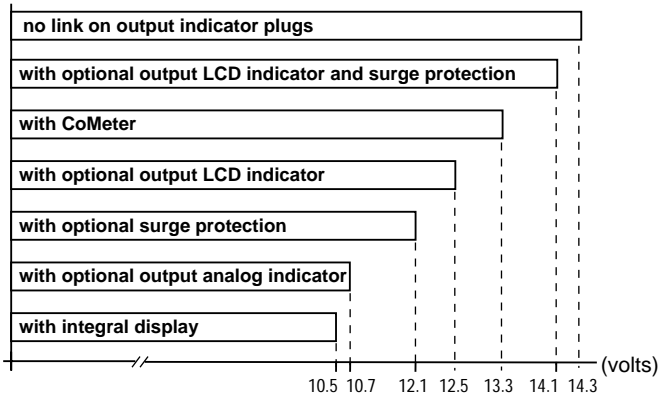 no link on output indicator plugs
with optional output LCD indicator and surge protection
with CoMeter
with optional output LCD indicator
with optional surge protection
with optional output analog indicator
with integral display
(volts)
10.5 10.7 12.1 12.5 13.3 14.1 14.3